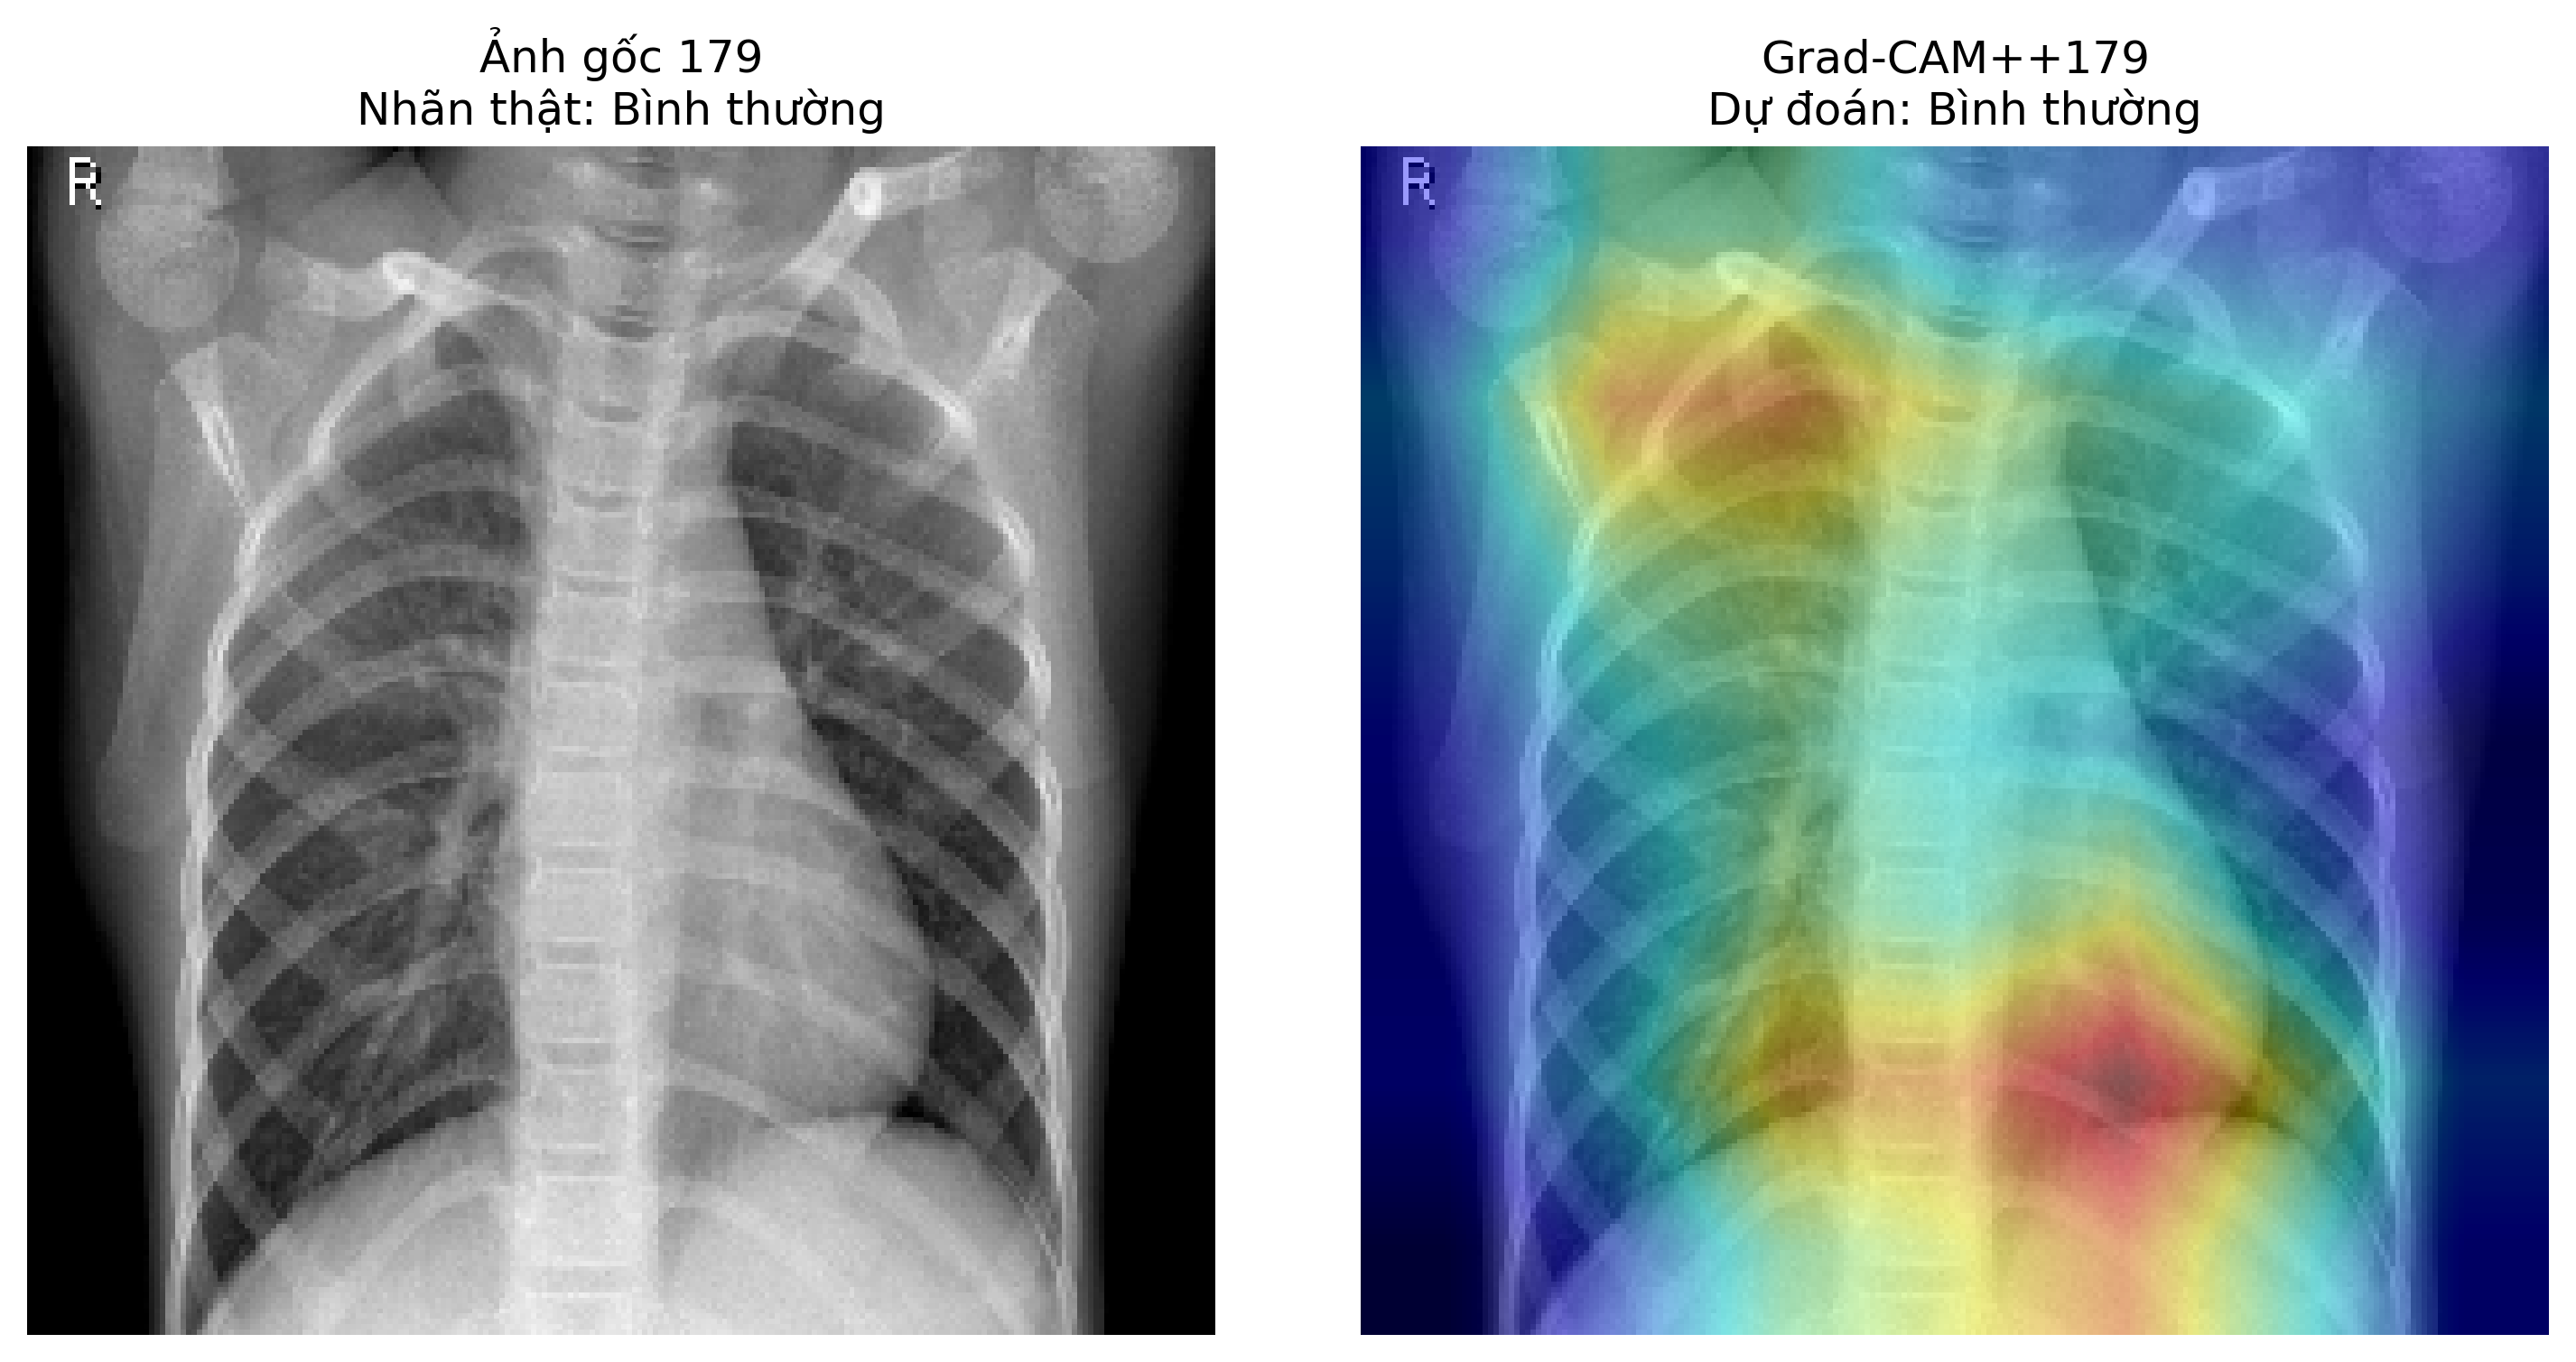 Ảnh gốc 179
Nhãn thật: Bình thường
Grad-CAM++179
Dự đoán: Bình thường
R
R